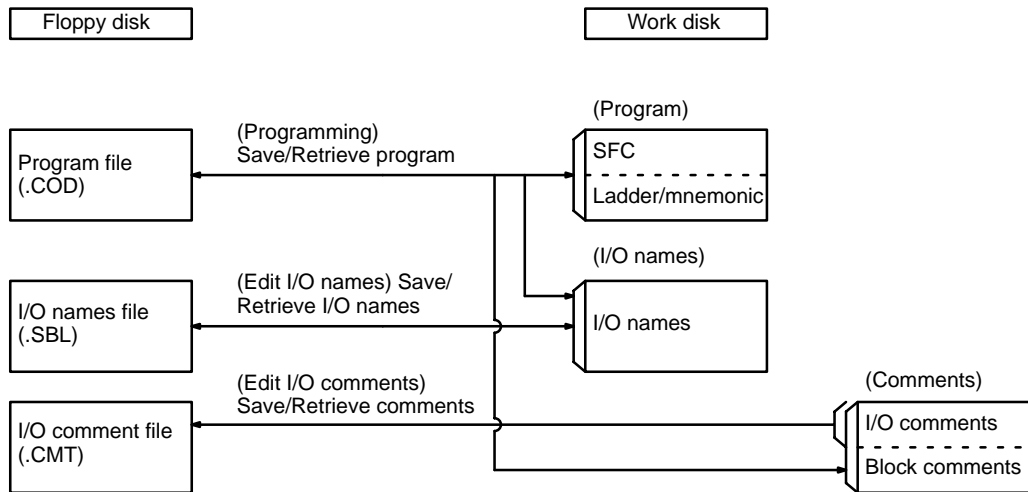 Floppy disk
Work disk
(Program)
(Programming)
Save/Retrieve program
Program file
(.COD)
SFC
Ladder/mnemonic
(I/O names)
(Edit I/O names) Save/
Retrieve I/O names
I/O names file
(.SBL)
I/O names
(Edit I/O comments)
Save/Retrieve comments
(Comments)
I/O comment file
(.CMT)
I/O comments
Block comments